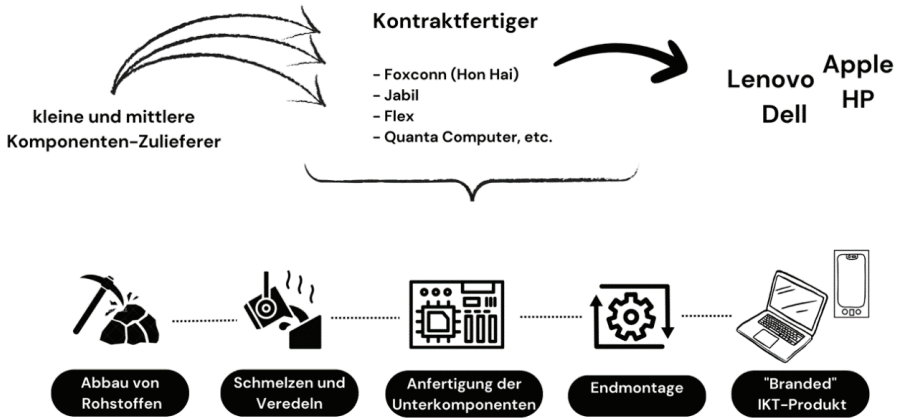 Kontraktfertiger
- Foxconn (Hon Hai)
- Jabil
- Flex
- Quanta Computer, etc.
kleine und mittlere
Komponenten-Zulieferer
Lenovo
Apple
Dell
HP
Abbau von
Rohstoffen
Schmelzen und
Veredeln
Anfertigung der
Unterkomponenten
Endmontage
"Branded"
IKT-Produkt